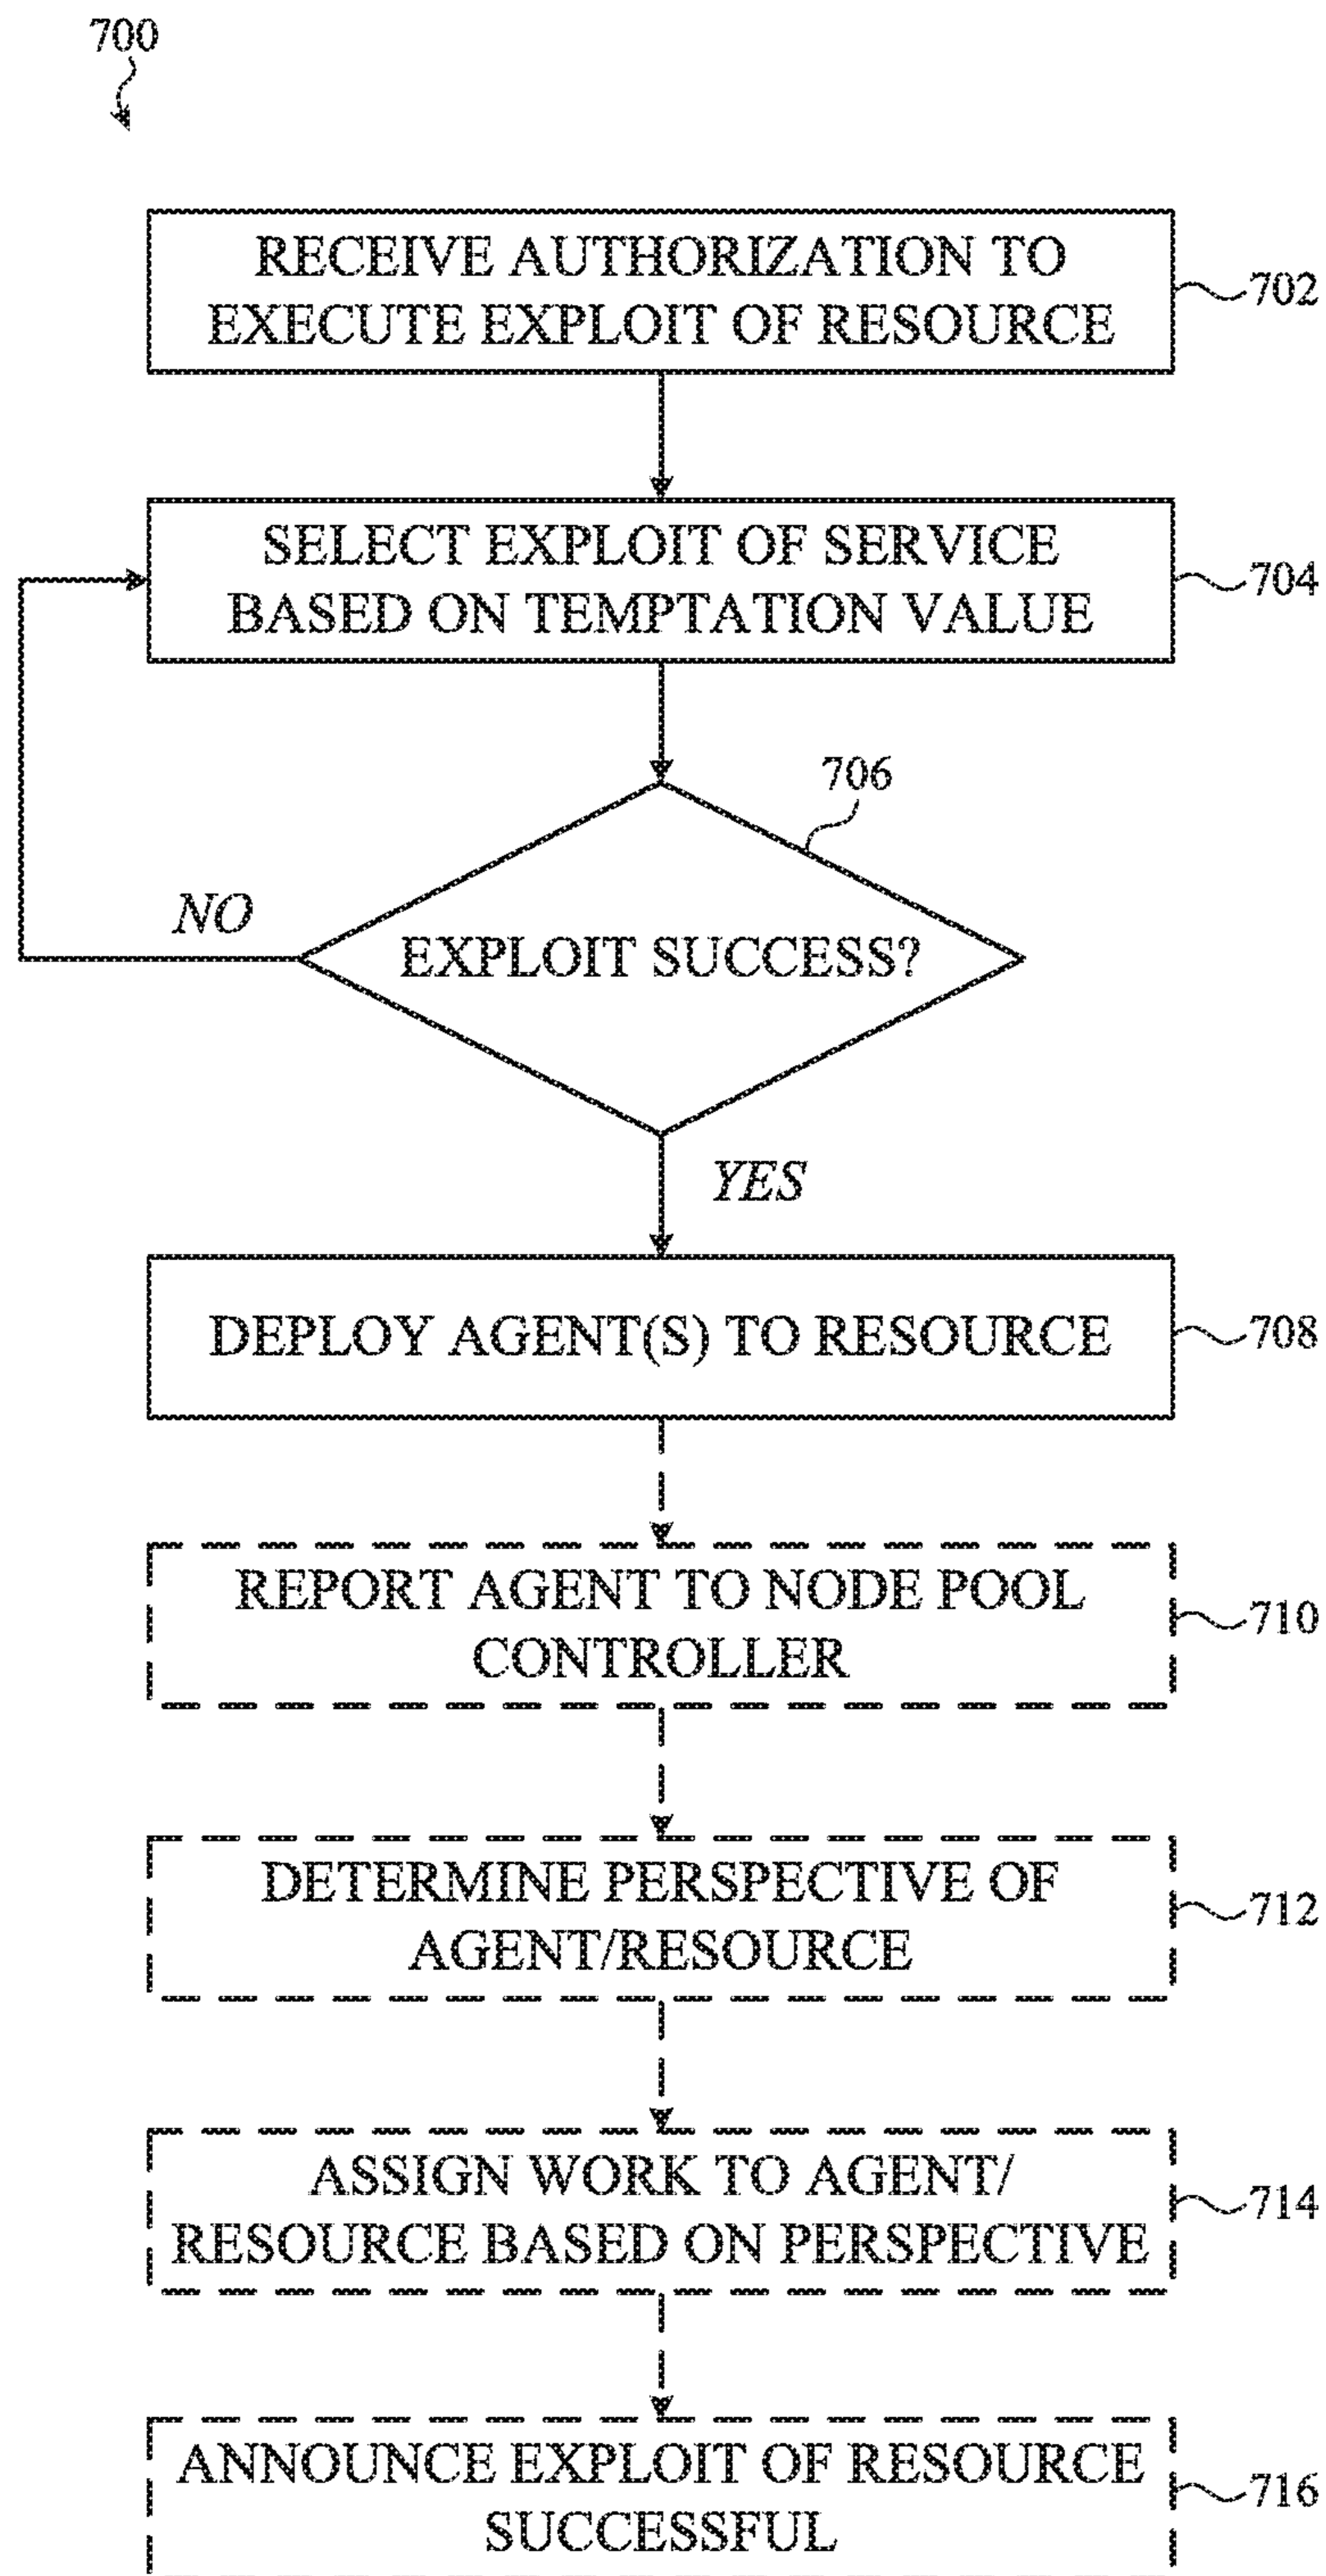 700
RECEIVE AUTHORIZATION TO
EXECUTE EXPLOIT OF RESOURCE
702
SELECT EXPLOIT OF SERVICE
BASED ON TEMPTATION VALUE
704
706
NO
EXPLOIT SUCCESS?
YES
DEPLOY AGENT(S) TO RESOURCE
708
REPORT AGENT TO NODE POOL
CONTROLLER
710
DETERMINE PERSPECTIVE OF
AGENT/RESOURCE
712
ASSIGN WORK TO AGENT/
RESOURCE BASED ON PERSPECTIVE
714
ANNOUNCE EXPLOIT OF RESOURCE
SUCCESSFUL
716